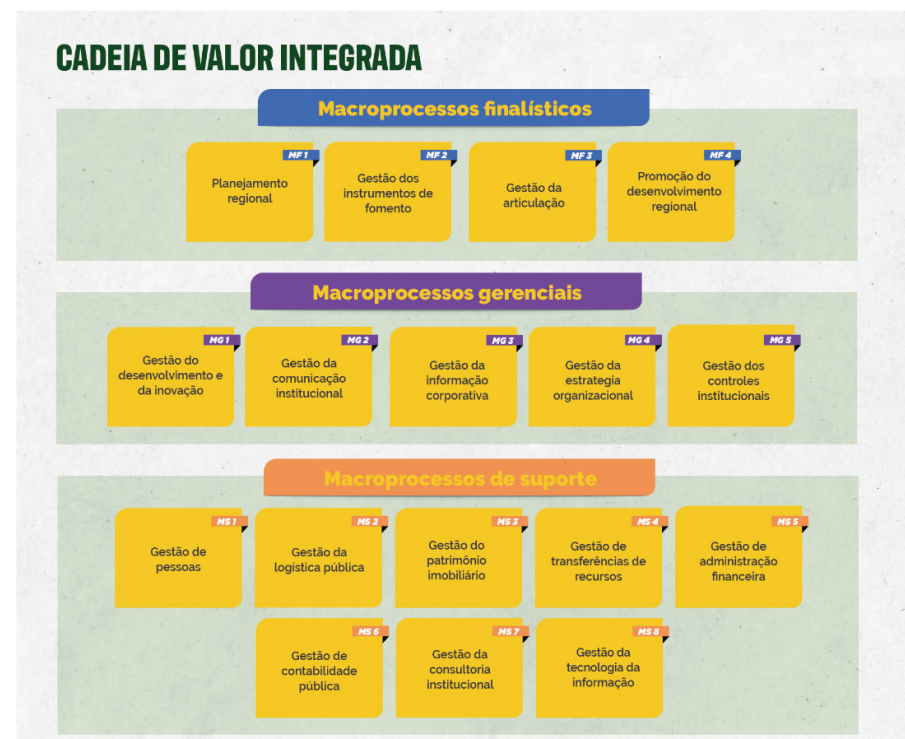 CADEIA DE VALOR INTEGRADA
Macroprocessos finalísticos
MF 1
Planejamento
regional
MF 2
Gestão dos
instrumentos de
fomento
MF 3
Gestão da
articulação
MF 4
Promoção do
desenvolvimento
regional
Macroprocessos gerenciais
MG 1
Gestão do
desenvolvimento e
da inovação
MG 2
Gestão da
comunicação
institucional
MG 3
Gestão da
informação
corporativa
MG 4
Gestão da
estrategia
organizacional
MG 5
Gestão dos
controles
institucionais
Macroprocessos de suporte
MS 1
Gestão de
pessoas
MS 2
Gestão da
logística pública
MS 3
Gestão do
patrimônio
imobiliário
MS 4
Gestão de
transferências de
recursos
MS 5
Gestão de
administração
financeira
MS 6
Gestão de
contabilidade
pública
MS 7
Gestão da
consultoria
institucional
MS 8
Gestão da
tecnologia da
informação